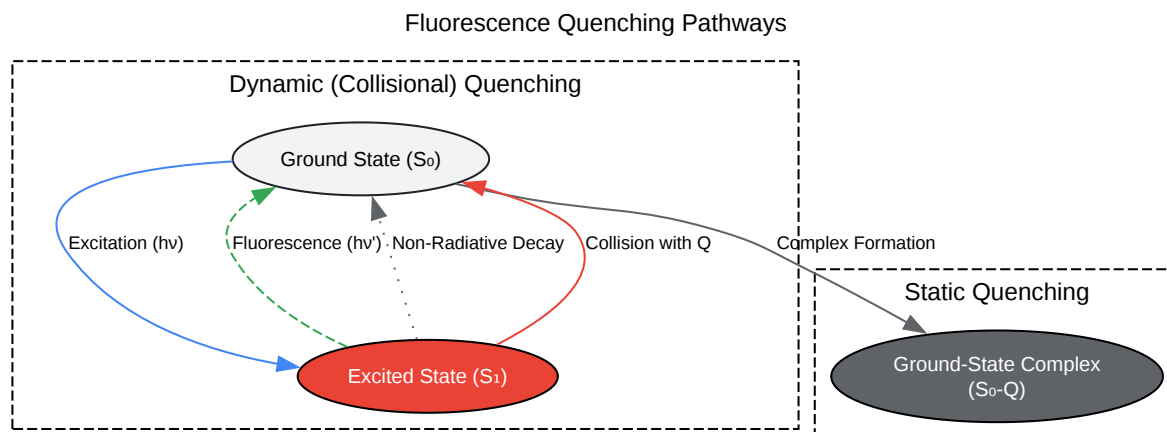 Fluorescence Quenching Pathways
Dynamic (Collisional) Quenching
Ground State (S₀)
Excitation (hν)
Fluorescence (hν')
Non-Radiative Decay
Collision with Q
Complex Formation
Static Quenching
Excited State (S₁)
Ground-State Complex
(S₀-Q)